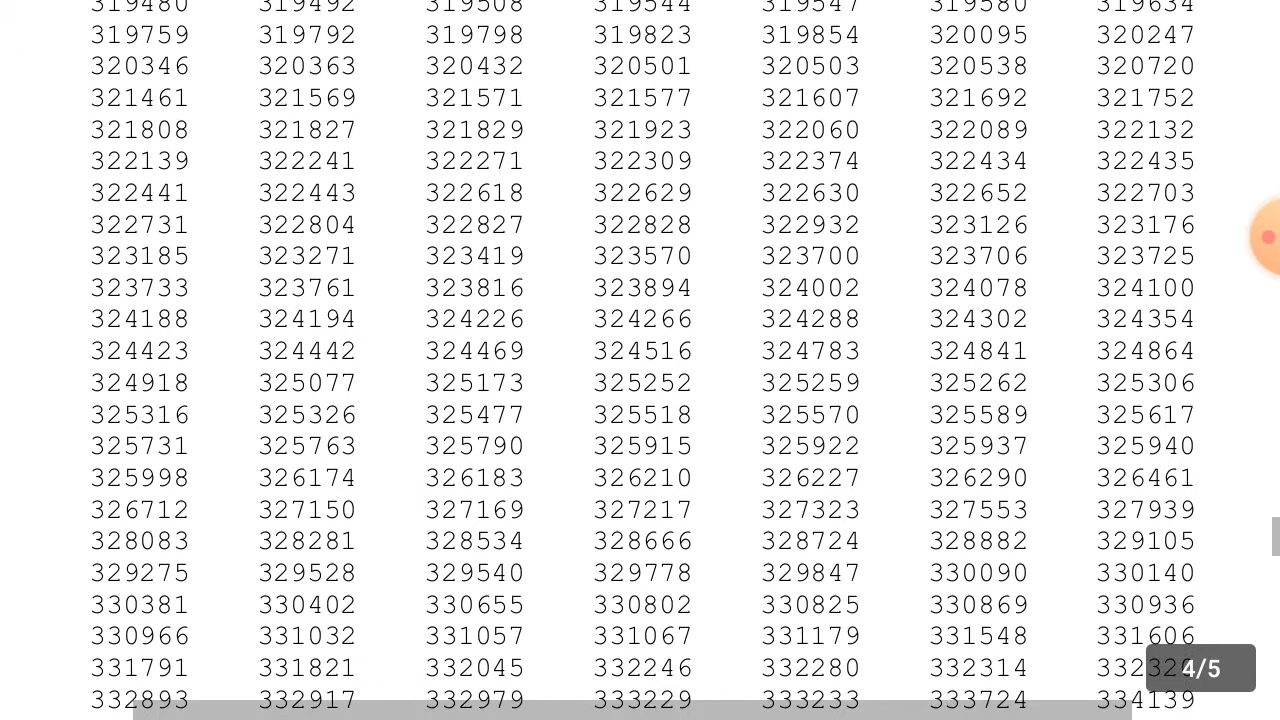 319480 319492 319508 319544 319547 319580 319634
319759 319792 319798 319823 319854 320095 320247
320346 320363 320432 320501 320503 320538 320720
321461 321569 321571 321577 321607 321692 321752
321808 321827 321829 321923 322060 322089 322132
322139 322241 322271 322309 322374 322434 322435
322441 322443 322618 322629 322630 322652 322703
322731 322804 322827 322828 322932 323126 323176
323185 323271 323419 323570 323700 323706 323725
323733 323761 323816 323894 324002 324078 324100
324188 324194 324226 324266 324288 324302 324354
324423 324442 324469 324516 324783 324841 324864
324918 325077 325173 325252 325259 325262 325306
325316 325326 325477 325518 325570 325589 325617
325731 325763 325790 325915 325922 325937 325940
325998 326174 326183 326210 326227 326290 326461
326712 327150 327169 327217 327323 327553 327939
328083 328281 328534 328666 328724 328882 329105
329275 329528 329540 329778 329847 330090 330140
330381 330402 330655 330802 330825 330869 330936
330966 331032 331057 331067 331179 331548 331606
331791 331821 332045 332246 332280 332314
4/5
332893 332917 332979 333229 333233 333724 334139